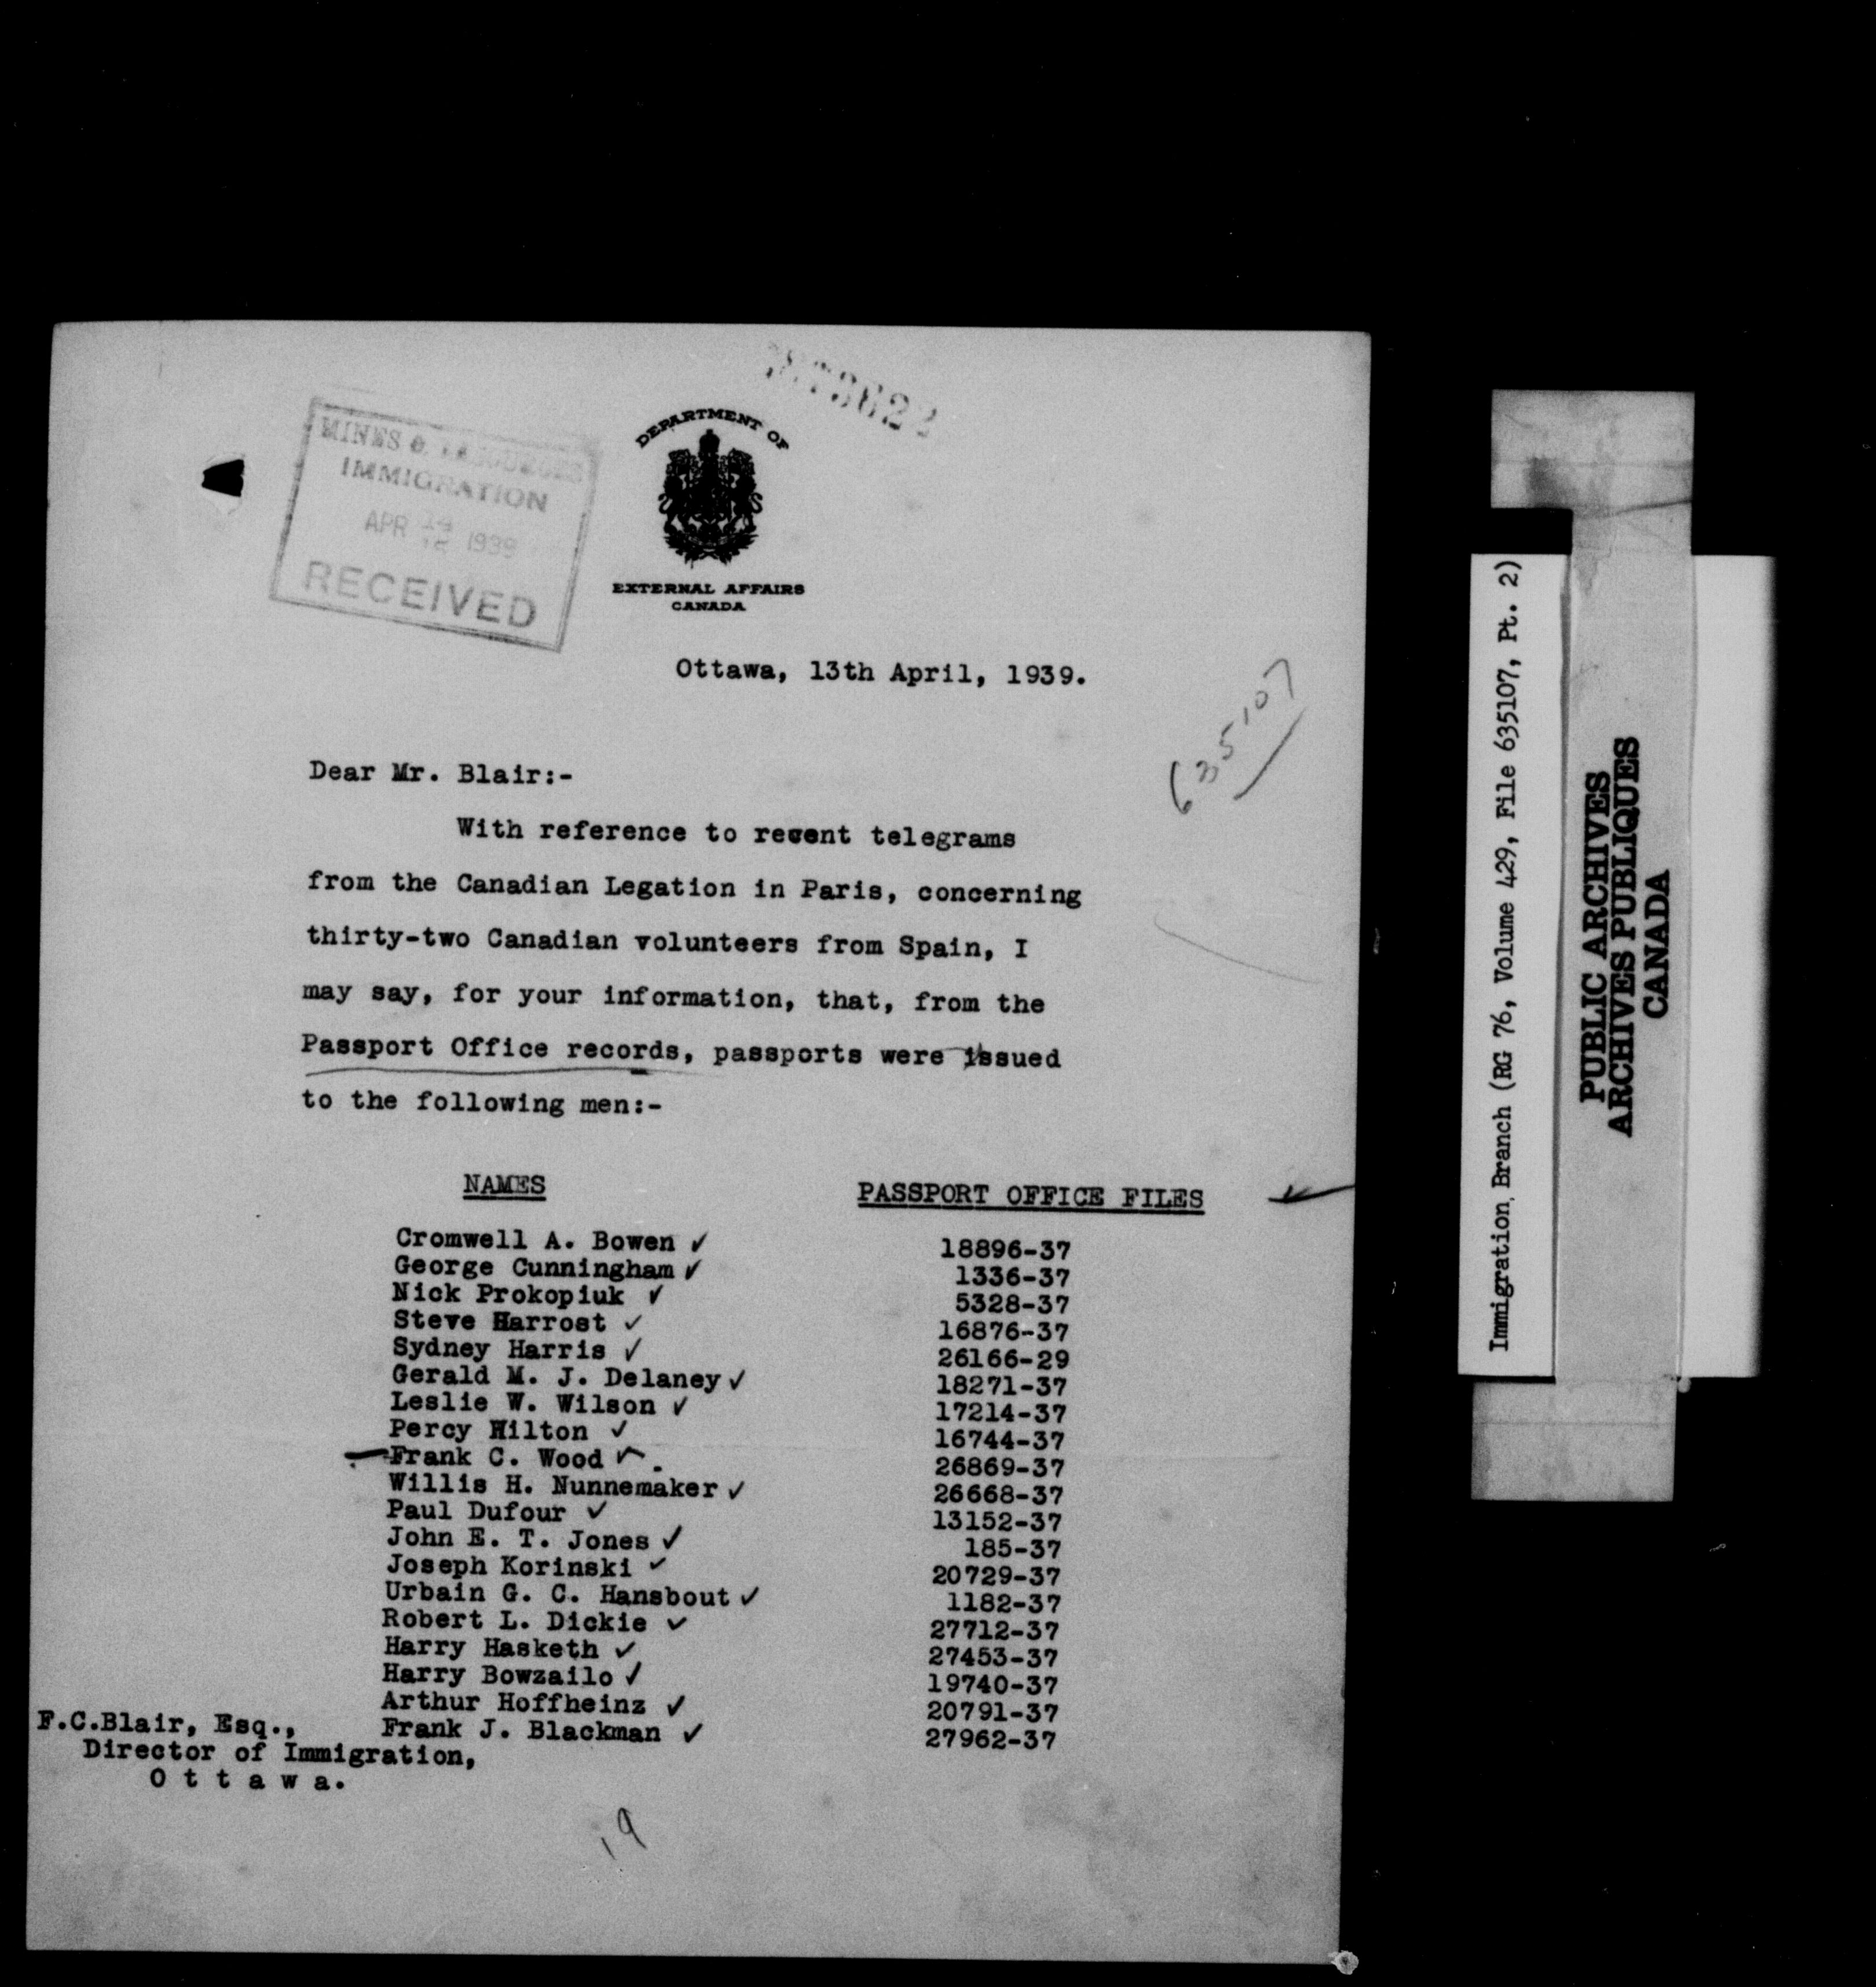 DEPARTMENT OF
EXTERNAL AFFAIRS
CANADA
MINES &
IMMIGRATION
APR 1939
RECEIVED
Ottawa, 13th April, 1939.
635107
Dear Mr. Blair:-
With reference to recent telegrams
from the Canadian Legation in Paris, concerning
thirty-two Canadian volunteers from Spain, I
may say, for your information, that, from the
Passport Office records, passports were issued
to the following men:-
NAMES PASSPORT OFFICE FILES
Cromwell A. Bowen ✓ 18896-37
George Cunningham ✓ 1336-37
Nick Prokopiuk ✓ 5328-37
Steve Harrost ✓ 16876-37
Sydney Harris ✓ 26166-29
Gerald M. J. Delaney ✓ 18271-37
Leslie W. Wilson ✓ 17214-37
Percy Hilton ✓ 16744-37
Frank C. Wood ✓ 26869-37
Willis H. Nunnemaker ✓ 26668-37
Paul Dufour ✓ 13152-37
John E. T. Jones ✓ 185-37
Joseph Korinski ✓ 20729-37
Urbain G. C. Hansbout ✓ 1182-37
Robert L. Dickie ✓ 27712-37
Harry Hasketh ✓ 27453-37
Harry Bowzailo ✓ 19740-37
Arthur Hoffheinz ✓ 20791-37
Frank J. Blackman ✓ 27962-37
F.C.Blair, Esq.,
Director of Immigration,
O t t a w a.
19
Immigration Branch (RG 76, Volume 429, File 635107, Pt. 2)
PUBLIC ARCHIVES
ARCHIVES PUBLIQUES
CANADA